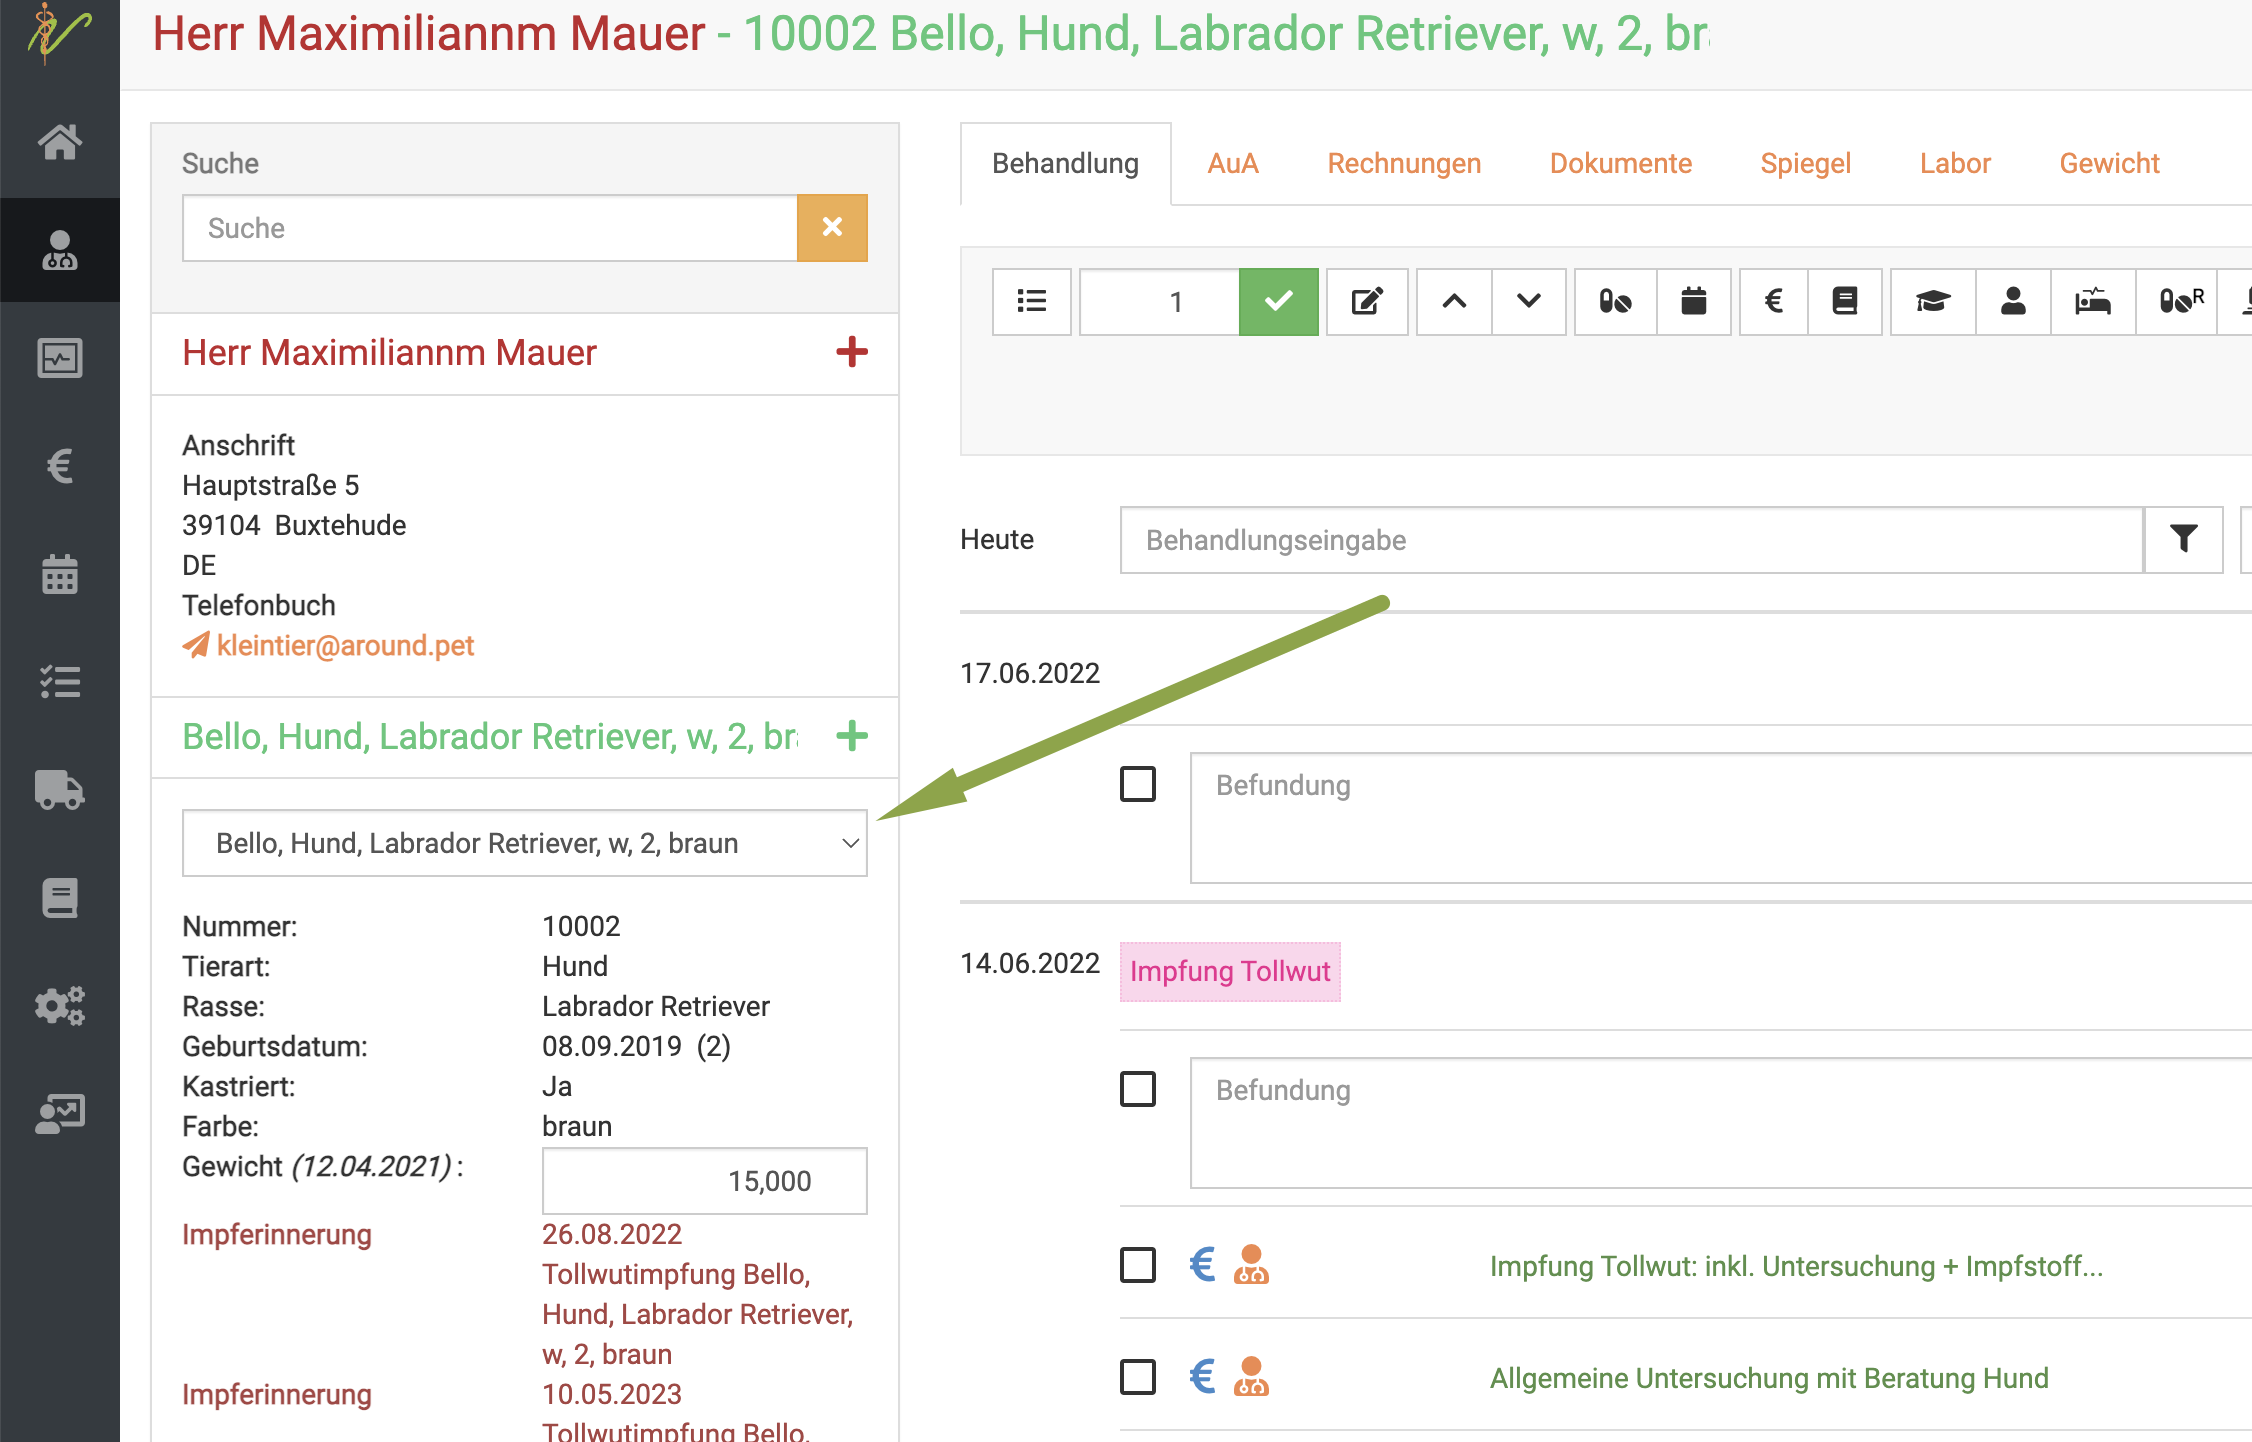 Herr Maximiliannm Mauer - 10002 Bello, Hund, Labrador Retriever, w, 2, br
Suche
Suche
Herr Maximiliannm Mauer
Anschrift
Hauptstraße 5
39104 Buxtehude
DE
Telefonbuch
kleintier@around.pet
Bello, Hund, Labrador Retriever, w, 2, br
Bello, Hund, Labrador Retriever, w, 2, braun
Nummer: 10002
Tierart: Hund
Rasse: Labrador Retriever
Geburtsdatum: 08.09.2019 (2)
Kastriert: Ja
Farbe: braun
Gewicht (12.04.2021) : 15,000
Impferinnerung 26.08.2022
Tollwutimpfung Bello,
Hund, Labrador Retriever,
w, 2, braun
Impferinnerung 10.05.2023
Tollwutimpfung Bello,
Behandlung AuA Rechnungen Dokumente Spiegel Labor Gewicht
1 € R
Heute Behandlungseingabe
17.06.2022
Befundung
14.06.2022 Impfung Tollwut
Befundung
€ Impfung Tollwut: inkl. Untersuchung + Impfstoff...
€ Allgemeine Untersuchung mit Beratung Hund